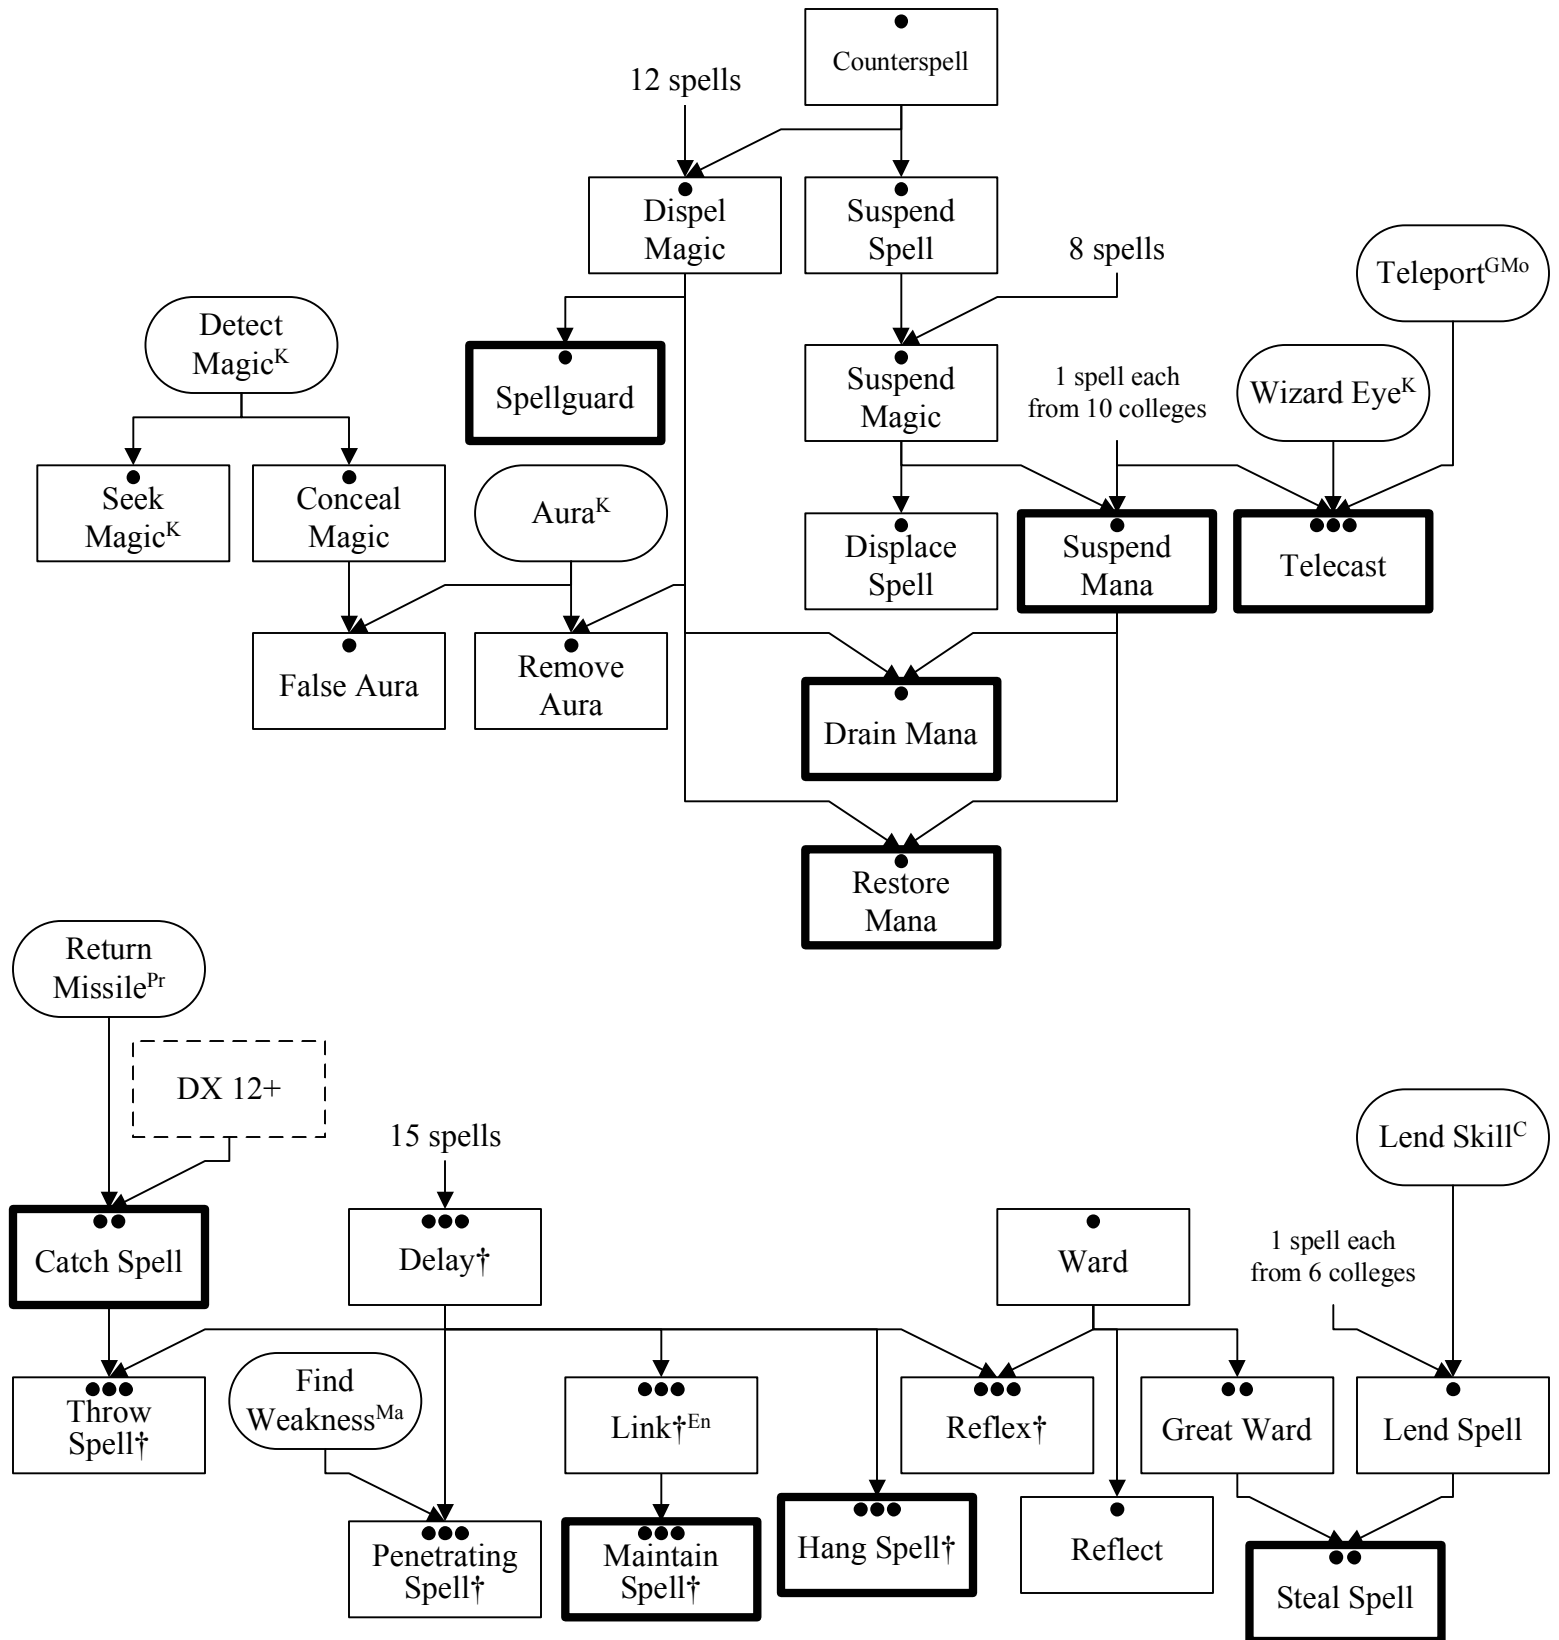 Counterspell
12 spells
Dispel
Magic
Suspend
Spell
8 spells
Teleport^GMo
Detect
Magic^K
Spellguard
Suspend
Magic
1 spell each
from 10 colleges
Wizard Eye^K
Seek
Magic^K
Conceal
Magic
Aura^K
Displace
Spell
Suspend
Mana
Telecast
False Aura
Remove
Aura
Drain Mana
Restore
Mana
Return
Missile^Pr
DX 12+
15 spells
Lend Skill^C
Catch Spell
Delay†
Ward
1 spell each
from 6 colleges
Throw
Spell†
Find
Weakness^Ma
Link†^En
Reflex†
Great Ward
Lend Spell
Penetrating
Spell†
Maintain
Spell†
Hang Spell†
Reflect
Steal Spell